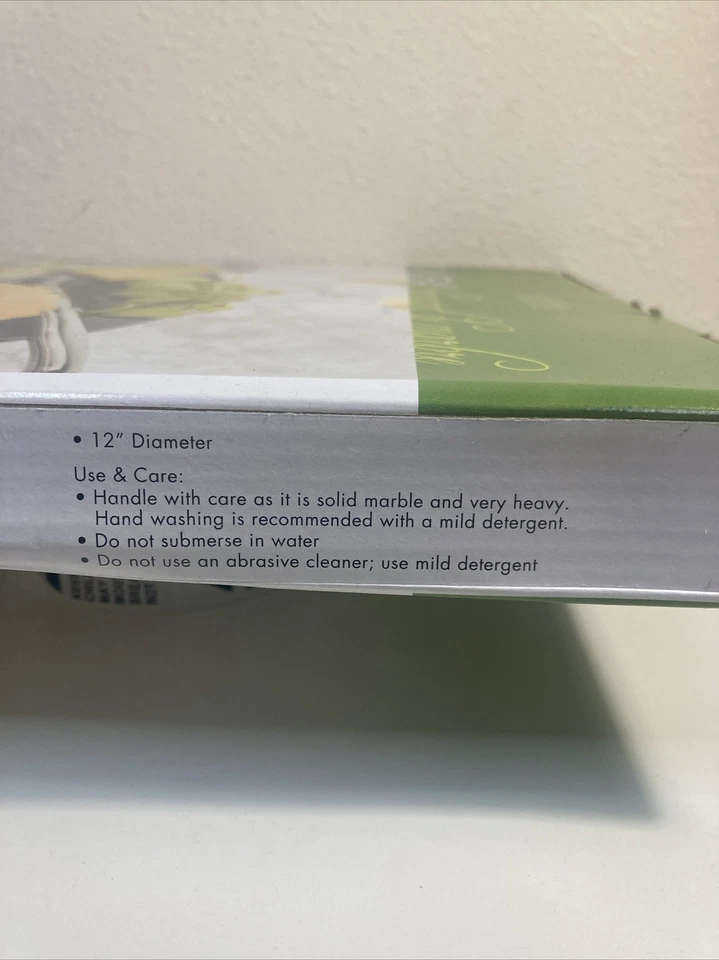 • 12” Diameter
Use & Care:
• Handle with care as it is solid marble and very heavy.
Hand washing is recommended with a mild detergent.
• Do not submerse in water
• Do not use an abrasive cleaner; use mild detergent